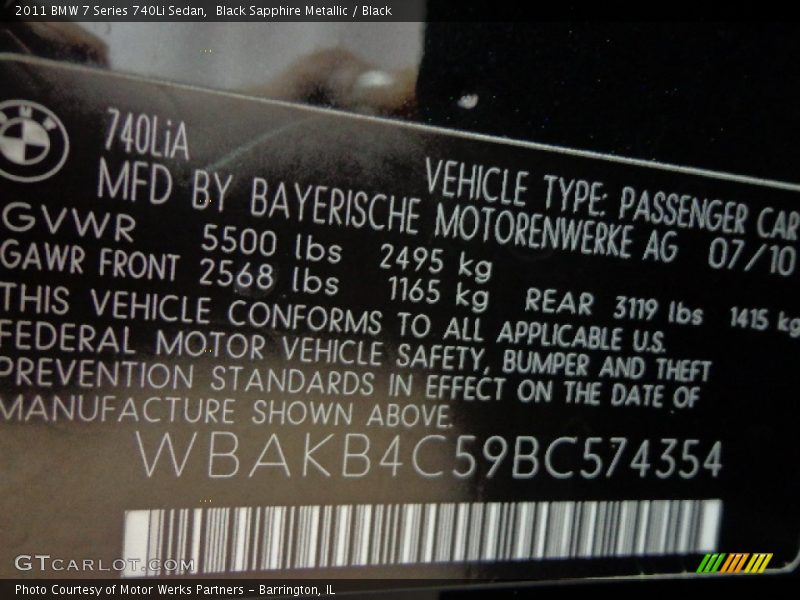 2011 BMW 7 Series 740Li Sedan,  Black Sapphire Metallic / Black
BMW
740LiA
VEHICLE TYPE: PASSENGER CAR
MFD BY BAYERISCHE MOTORENWERKE AG 07/10
GVWR 5500 lbs 2495 kg
GAWR FRONT 2568 lbs 1165 kg REAR 3119 lbs 1415 kg
THIS VEHICLE CONFORMS TO ALL APPLICABLE U.S.
FEDERAL MOTOR VEHICLE SAFETY, BUMPER AND THEFT
PREVENTION STANDARDS IN EFFECT ON THE DATE OF
MANUFACTURE SHOWN ABOVE.
WBAKB4C59BC574354
GTCARLOT.COM
Photo Courtesy of Motor Werks Partners - Barrington, IL